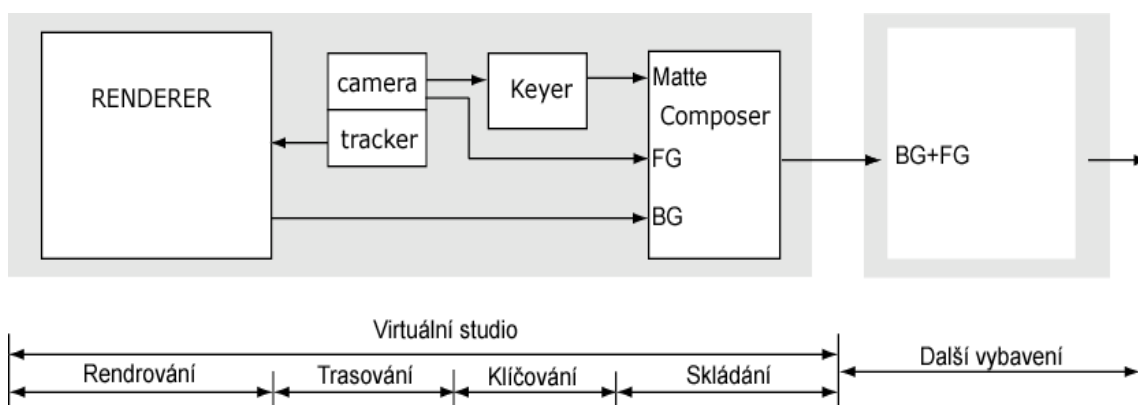 RENDERER
camera
tracker
Keyer
Matte
Composer
FG
BG
BG+FG
Virtuální studio
Další vybavení
Rendrování
Trasování
Klíčování
Skládání